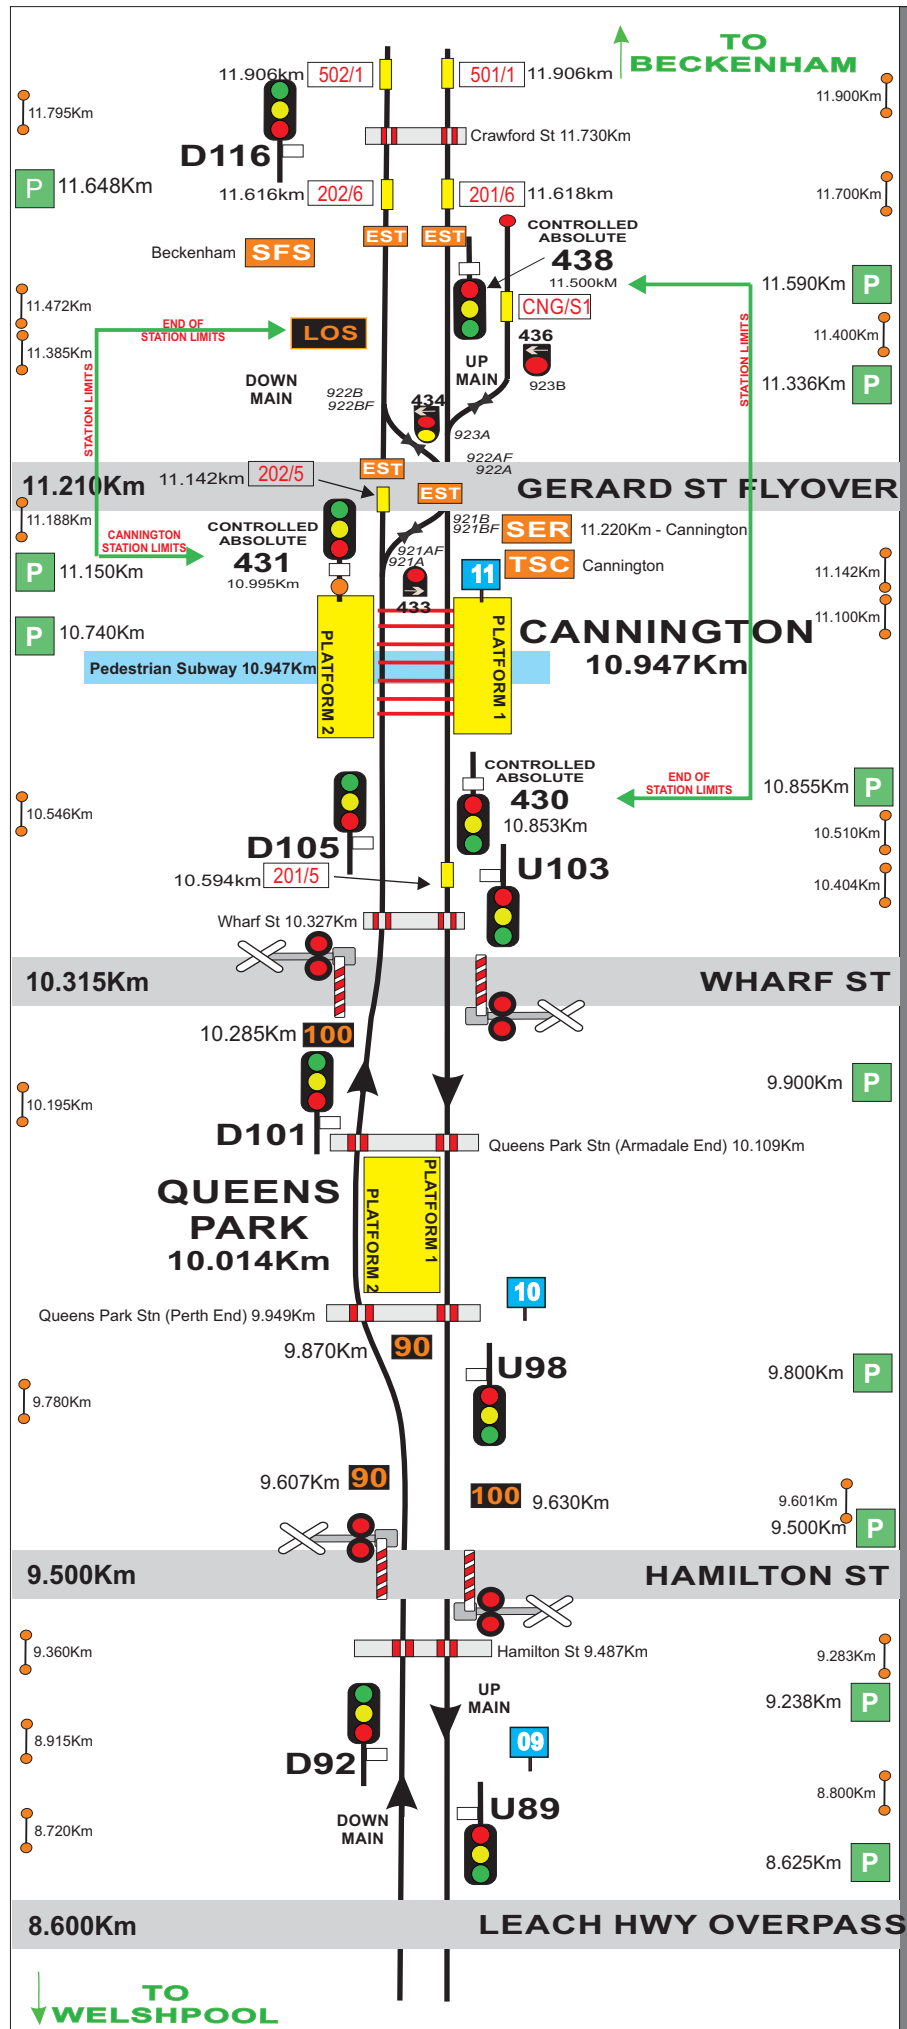 TO
BECKENHAM
11.906km 502/1
501/1 11.906km
11.795Km
11.900Km
D116
Crawford St 11.730Km
P 11.648Km
11.616km 202/6
201/6 11.618km
11.700Km
EST EST
Beckenham SFS
CONTROLLED
ABSOLUTE
438
11.500kM
11.590Km P
11.472Km
CNG/S1
END OF
STATION LIMITS
LOS
436
11.400Km
11.385Km
UP
MAIN
923B
11.336Km P
DOWN
MAIN
922B
922BF
434
STATION LIMITS
STATION LIMITS
923A
922AF
922A
11.210Km
11.142km 202/5
EST
EST
GERARD ST FLYOVER
11.188Km
CONTROLLED
ABSOLUTE
431
10.995Km
921B
921BF
SER 11.220Km - Cannington
CANNINGTON
STATION LIMITS
921AF
921A
TSC Cannington
P 11.150Km
11
11.142Km
433
11.100Km
P 10.740Km
CANNINGTON
10.947Km
Pedestrian Subway 10.947Km
PLATFORM 2
PLATFORM 1
CONTROLLED
ABSOLUTE
430
10.853Km
END OF
STATION LIMITS
10.855Km P
10.546Km
10.510Km
D105
U103
10.594km 201/5
10.404Km
Wharf St 10.327Km
10.315Km
WHARF ST
10.285Km 100
9.900Km P
10.195Km
D101
Queens Park Stn (Armadale End) 10.109Km
QUEENS
PARK
10.014Km
PLATFORM 2
PLATFORM 1
10
Queens Park Stn (Perth End) 9.949Km
9.870Km 90
U98
9.800Km P
9.780Km
9.607Km 90
100 9.630Km
9.601Km
9.500Km P
9.500Km
HAMILTON ST
9.360Km
Hamilton St 9.487Km
9.283Km
UP
MAIN
9.238Km P
8.915Km
D92
09
8.800Km
DOWN
MAIN
U89
8.720Km
8.625Km P
8.600Km
LEACH HWY OVERPASS
TO
WELSHPOOL